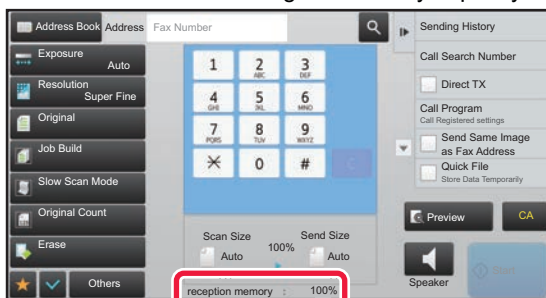 Address Book
Address
Fax Number
Sending History
Exposure
Auto
Call Search Number
Resolution
Super Fine
Direct TX
Original
Call Program
Call Registered settings
Job Build
Send Same Image
as Fax Address
Slow Scan Mode
Quick File
Store Data Temporarily
Original Count
Preview
CA
Erase
Others
Speaker
Start
1
2
ABC
3
DEF
4
GHI
5
JKL
6
MNO
7
PQRS
8
TUV
9
WXYZ
0
#
C
Scan Size
Send Size
100%
Auto
Auto
reception memory : 100%